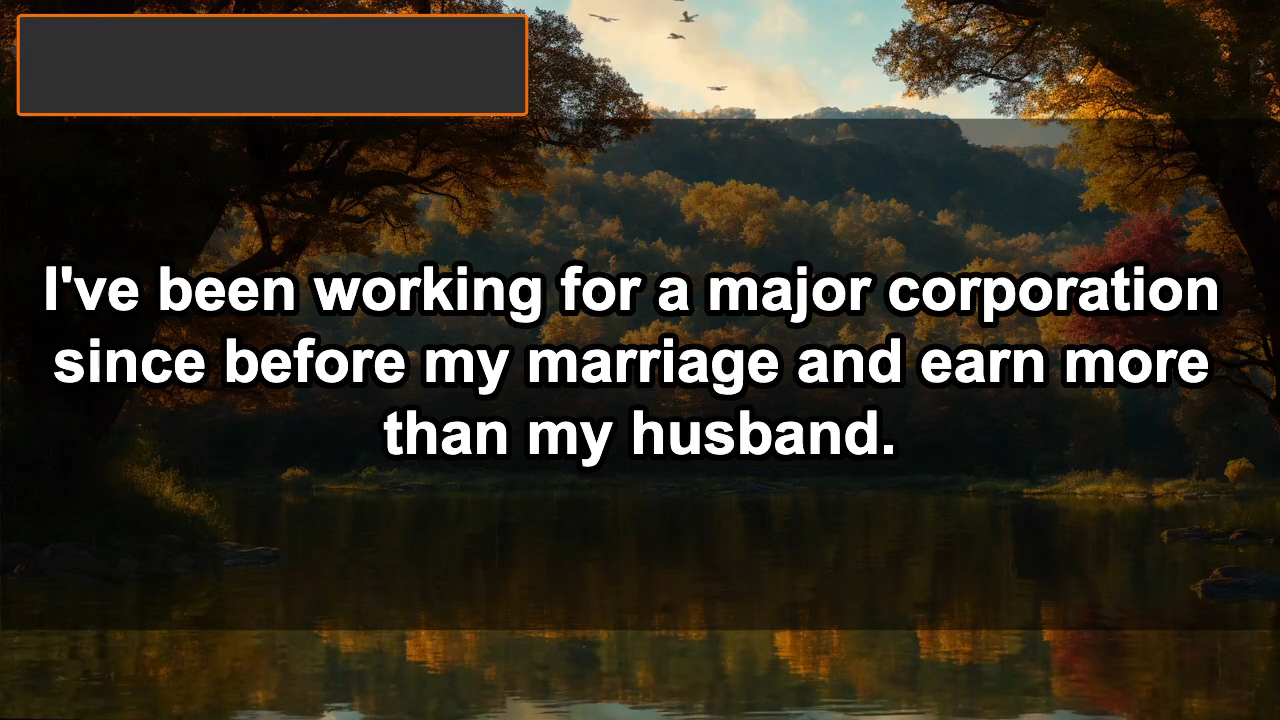 I've been working for a major corporation
since before my marriage and earn more
than my husband.